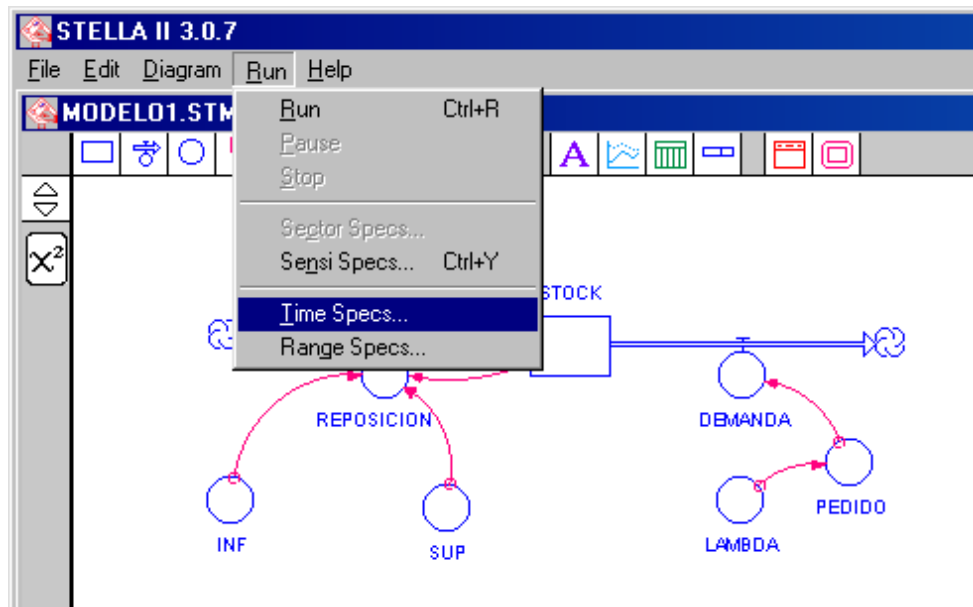 STELLA II 3.0.7
File Edit Diagram Run Help
MODELO1.STM
A
Run Ctrl+R
Pause
Stop
Sector Specs...
Sensi Specs... Ctrl+Y
Time Specs...
Range Specs...
X²
STOCK
REPOSICION
DEMANDA
PEDIDO
INF
SUP
LAMBDA